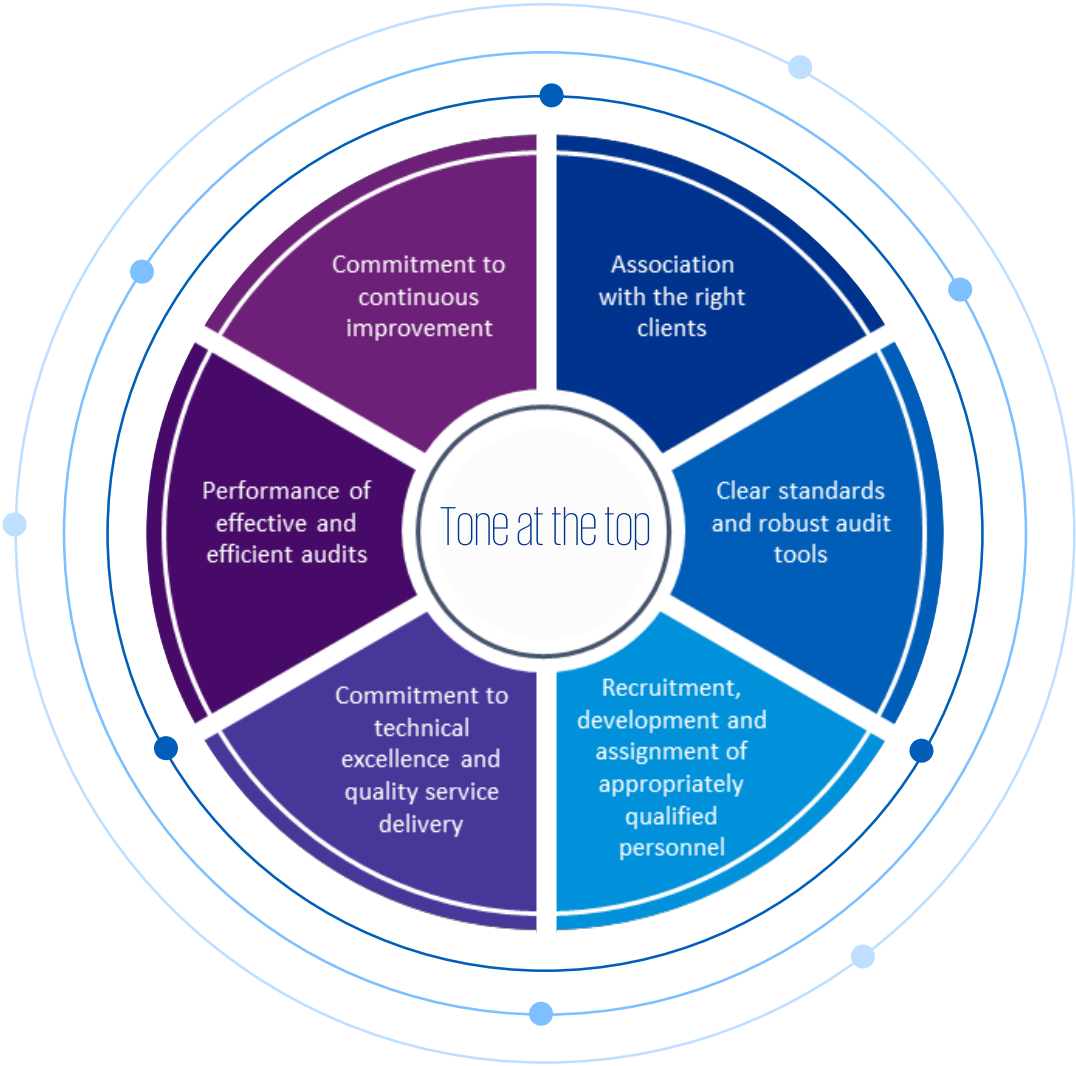 Commitment to
continuous
improvement
Association
with the right
clients
Performance of
effective and
efficient audits
Tone at the top
Clear standards
and robust audit
tools
Commitment to
technical
excellence and
quality service
delivery
Recruitment,
development and
assignment of
appropriately
qualified
personnel